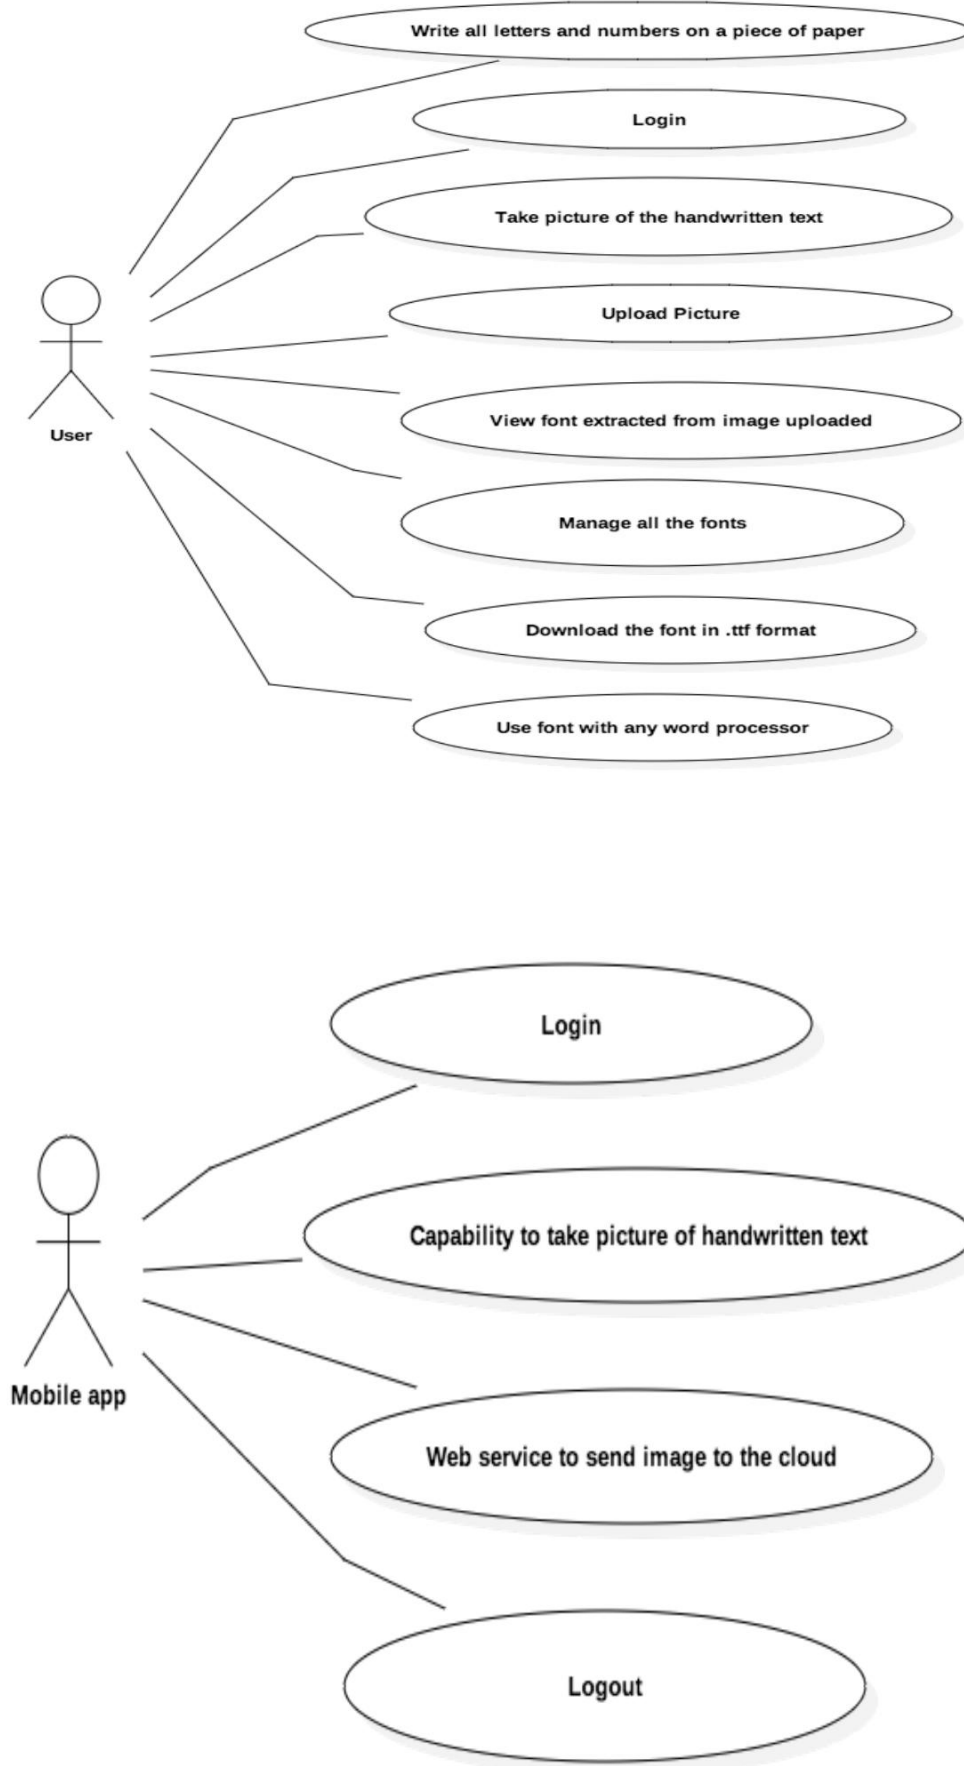 Write all letters and numbers on a piece of paper
Login
Take picture of the handwritten text
Upload Picture
View font extracted from image uploaded
User
Manage all the fonts
Download the font in .ttf format
Use font with any word processor
Login
Capability to take picture of handwritten text
Mobile app
Web service to send image to the cloud
Logout